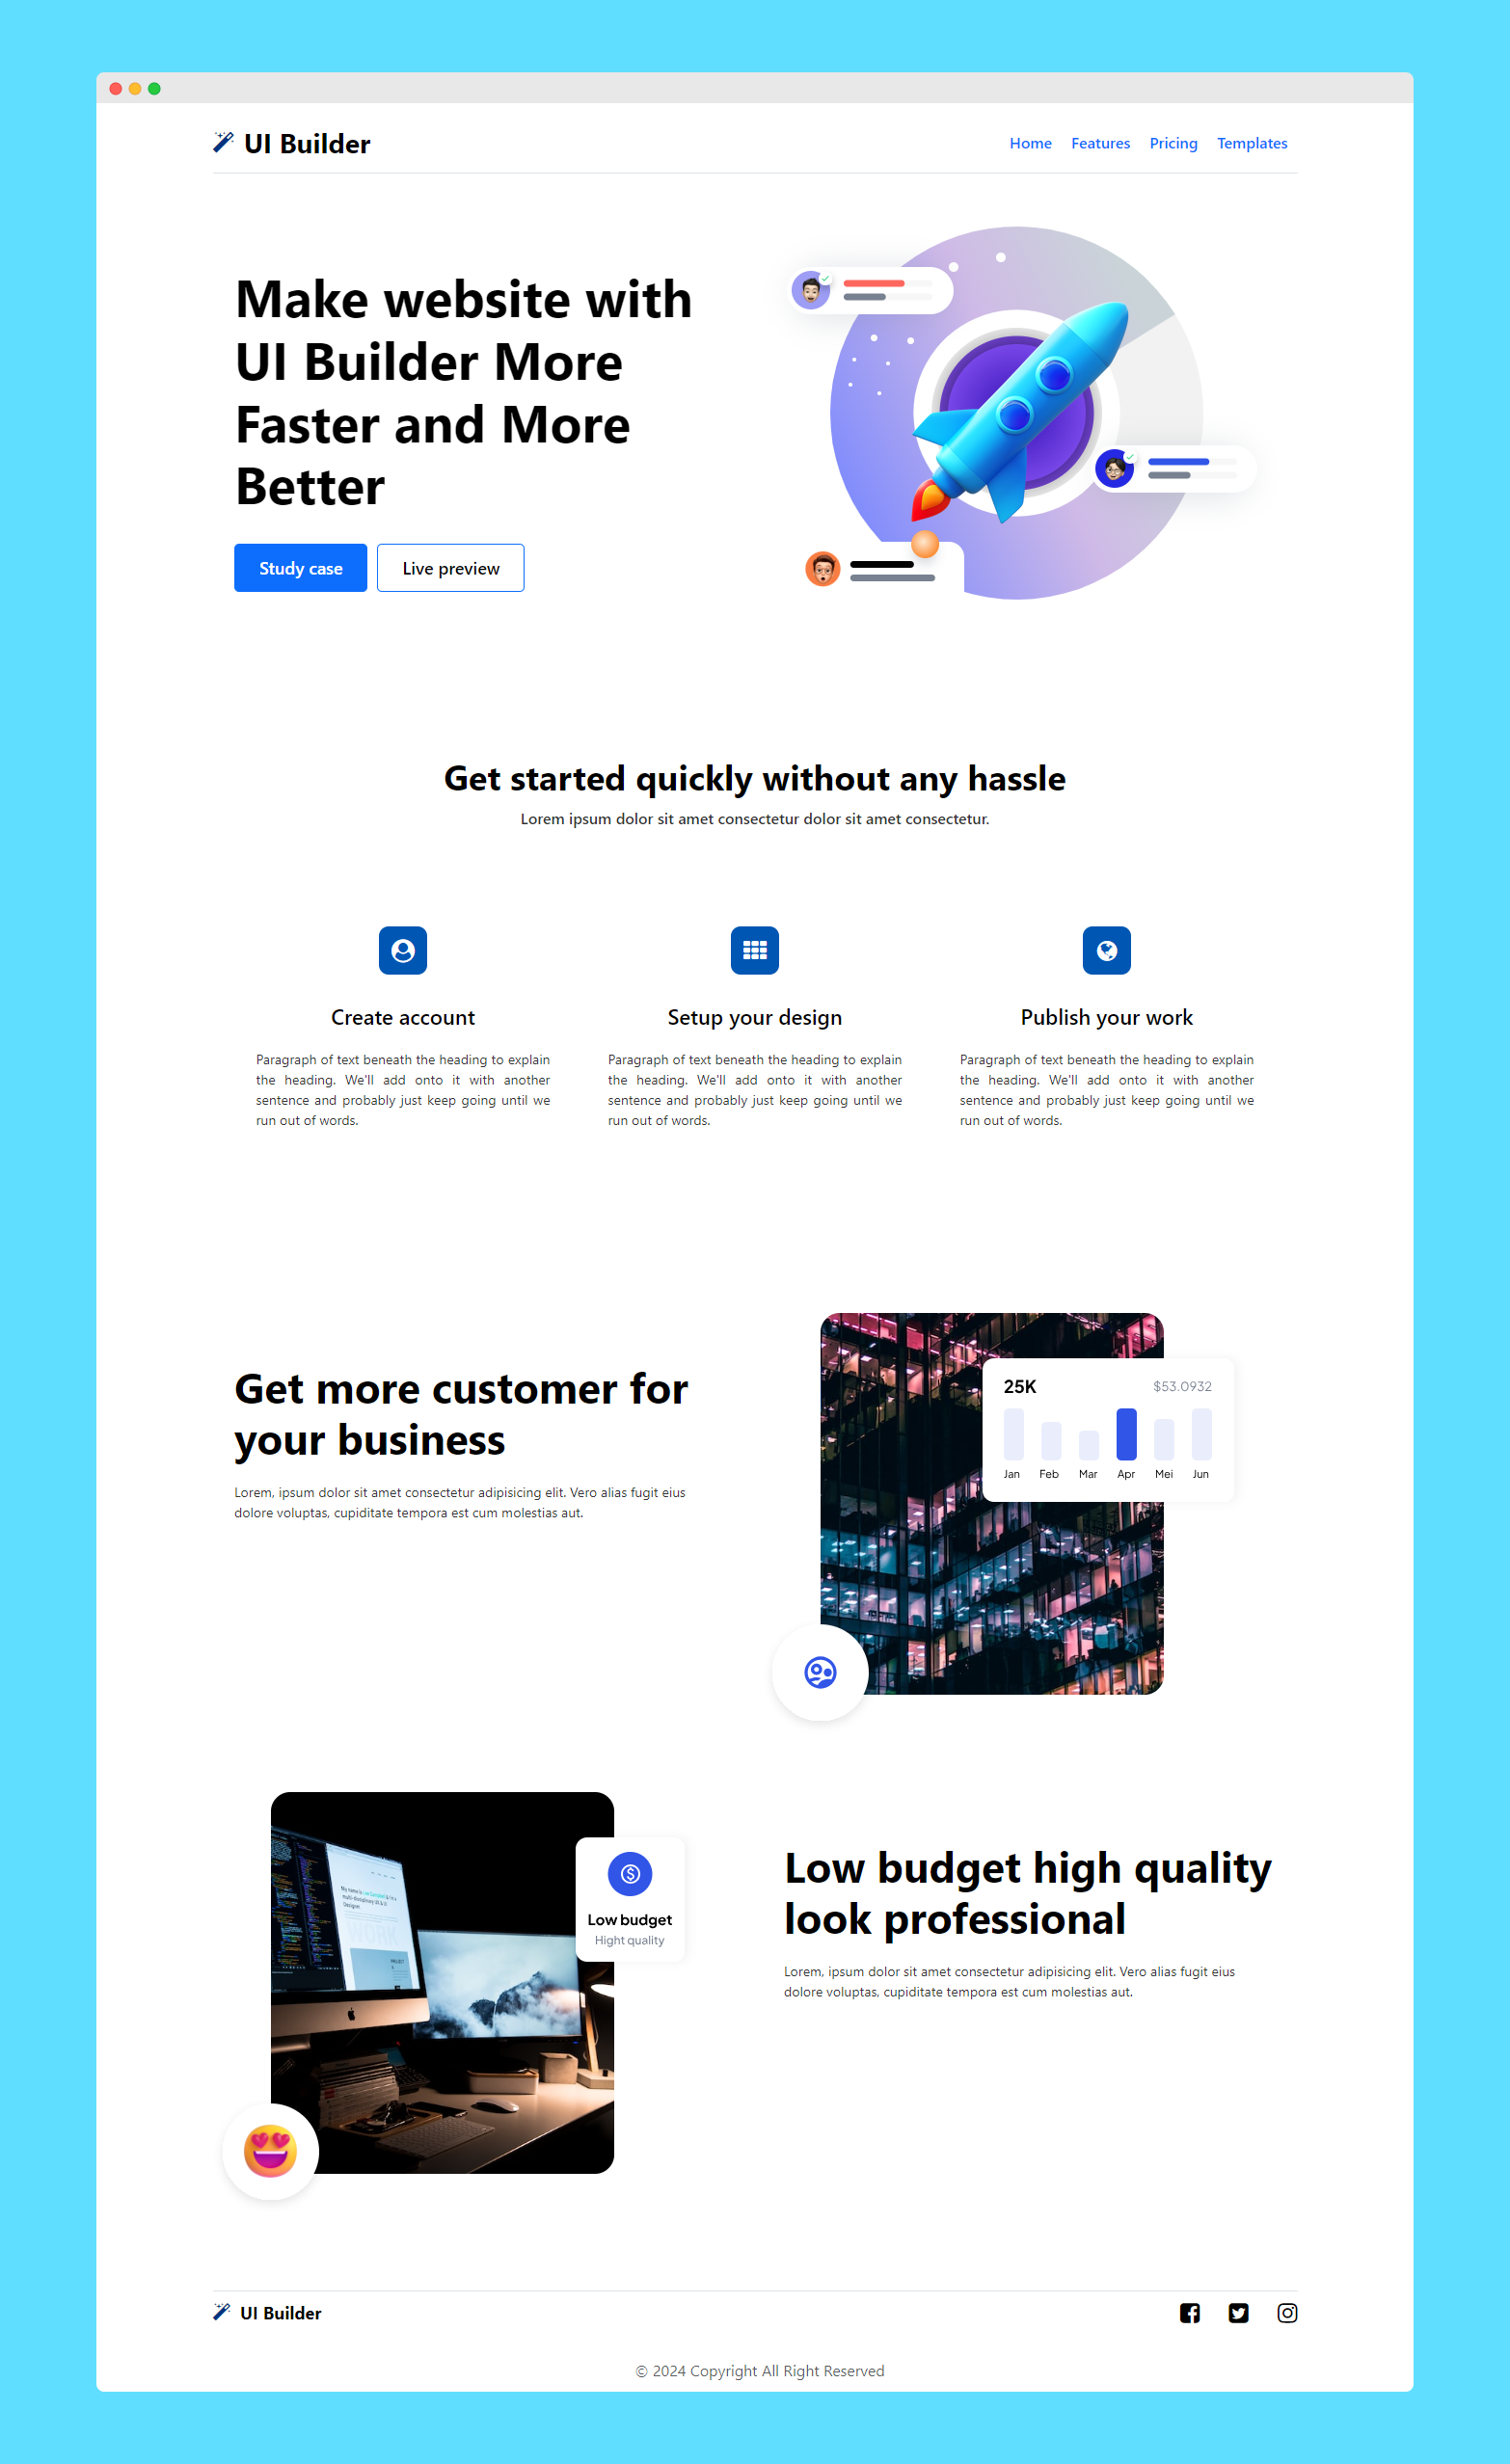 UI Builder
Home Features Pricing Templates
Make website with
UI Builder More
Faster and More
Better
Study case Live preview
Get started quickly without any hassle
Lorem ipsum dolor sit amet consectetur dolor sit amet consectetur.
Create account
Paragraph of text beneath the heading to explain
the heading. We'll add onto it with another
sentence and probably just keep going until we
run out of words.
Setup your design
Paragraph of text beneath the heading to explain
the heading. We'll add onto it with another
sentence and probably just keep going until we
run out of words.
Publish your work
Paragraph of text beneath the heading to explain
the heading. We'll add onto it with another
sentence and probably just keep going until we
run out of words.
Get more customer for
your business
Lorem, ipsum dolor sit amet consectetur adipisicing elit. Vero alias fugit eius
dolore voluptas, cupiditate tempora est cum molestias aut.
25K $53.0932
Jan Feb Mar Apr Mei Jun
My name is
multi-disciplinary
Designer
WORK
PROJECT
Low budget
Hight quality
Low budget high quality
look professional
Lorem, ipsum dolor sit amet consectetur adipisicing elit. Vero alias fugit eius
dolore voluptas, cupiditate tempora est cum molestias aut.
UI Builder
© 2024 Copyright All Right Reserved